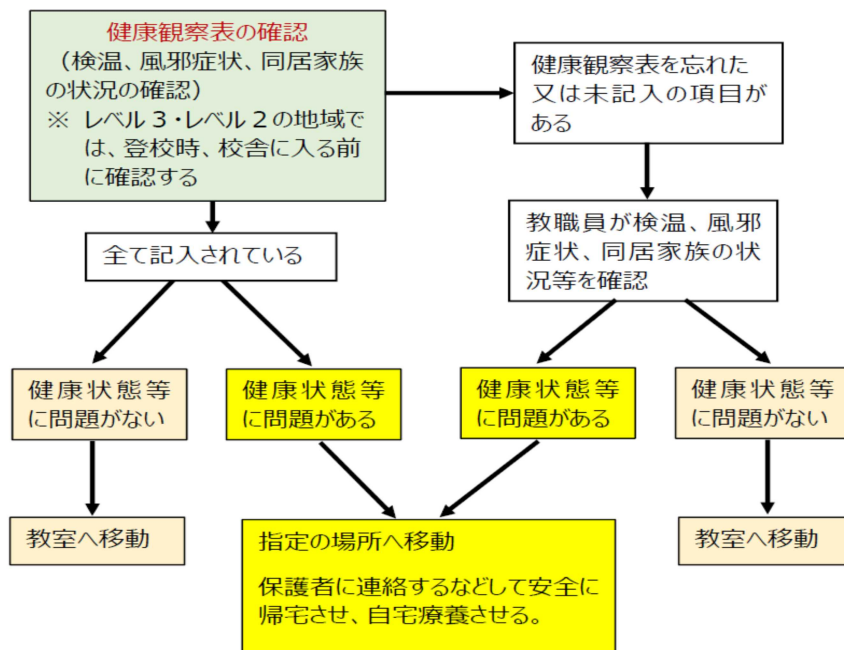 健康観察表の確認
（検温、風邪症状、同居家族
の状況の確認）
※ レベル３・レベル２の地域で
は、登校時、校舎に入る前
に確認する
健康観察表を忘れた
又は未記入の項目が
ある
全て記入されている
教職員が検温、風邪
症状、同居家族の状
況等を確認
健康状態等
に問題がない
健康状態等
に問題がある
健康状態等
に問題がある
健康状態等
に問題がない
教室へ移動
指定の場所へ移動
保護者に連絡するなどして安全に
帰宅させ、自宅療養させる。
教室へ移動